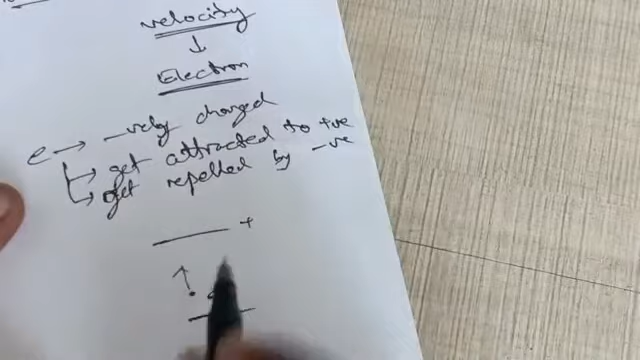 velocity
↓
Electron
e → -vely charged
↳ get attracted to +ve
↳ get repelled by -ve
+
↑